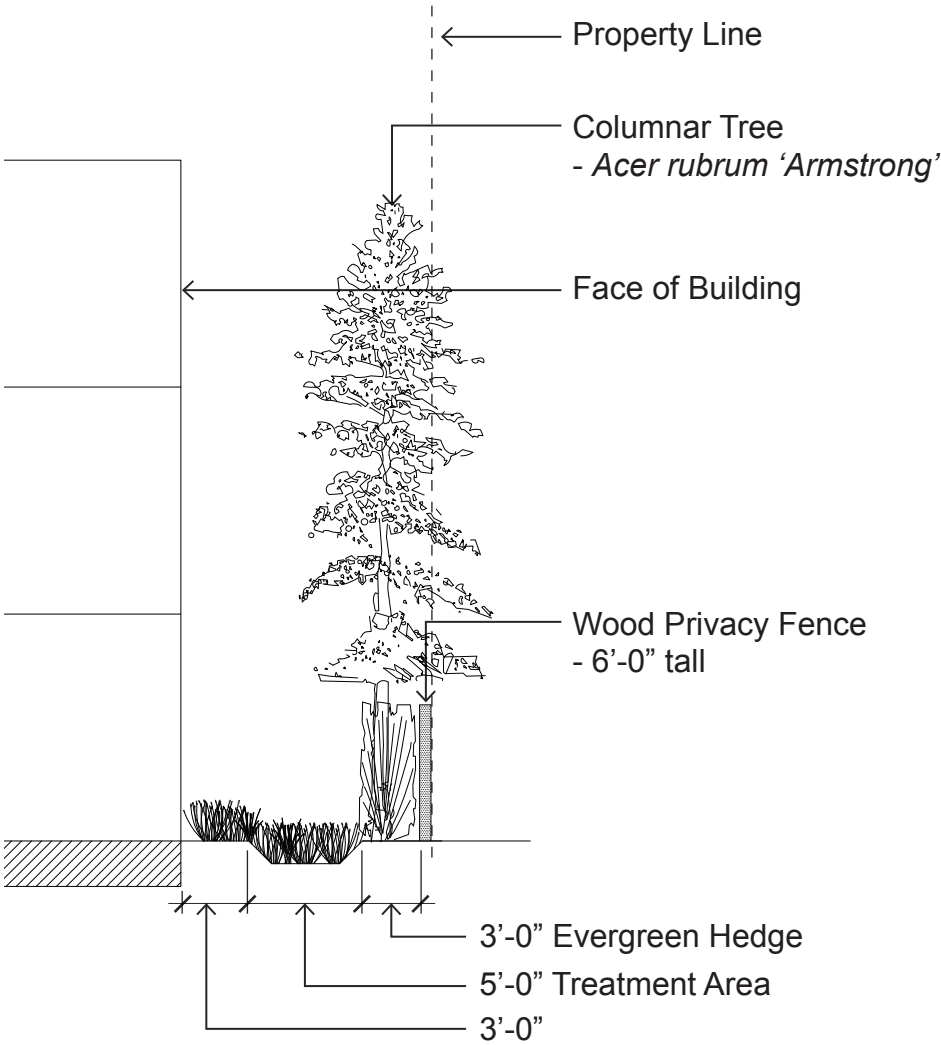 Property Line
Columnar Tree
- Acer rubrum ‘Armstrong’
Face of Building
Wood Privacy Fence
- 6’-0” tall
3’-0” Evergreen Hedge
5’-0” Treatment Area
3’-0”